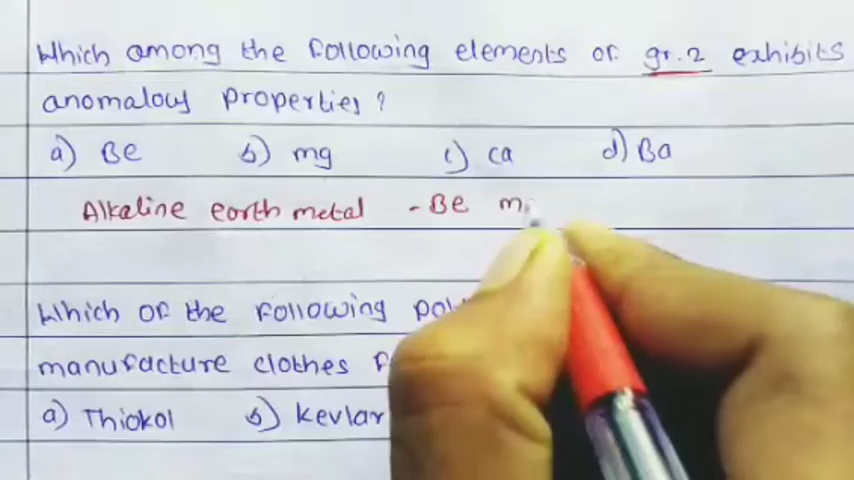 Which among the following elements of gr.2 exhibits
anomalous properties?
a) Be b) mg c) ca d) Ba
Alkaline earth metal - Be m
Which of the following
manufacture clothes
a) Thiokol b) Kevlar